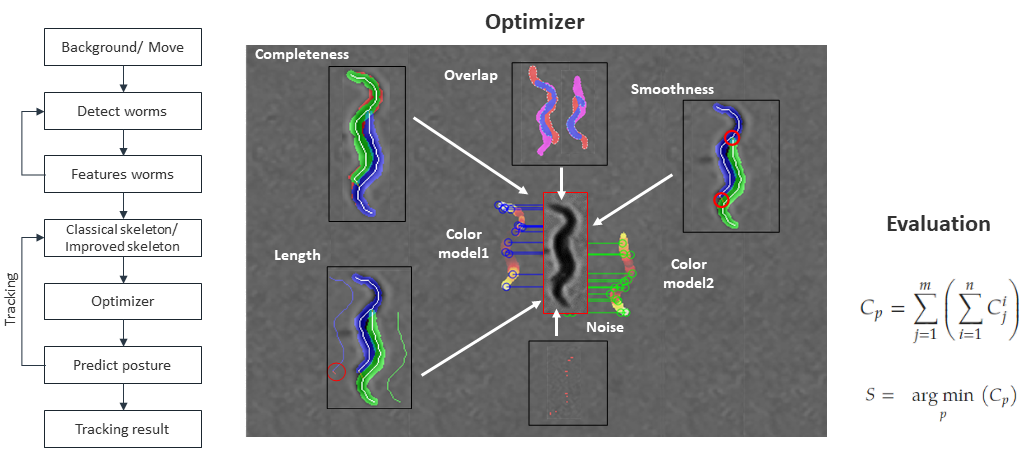 Optimizer
Background/ Move
Detect worms
Features worms
Classical skeleton/
Improved skeleton
Optimizer
Predict posture
Tracking result
Tracking
Completeness
Overlap
Smoothness
Color
model1
Color
model2
Length
Noise
Evaluation
C_p = \sum_{j=1}^{m} \left( \sum_{i=1}^{n} C_j^i \right)
S = \arg\min_p (C_p)